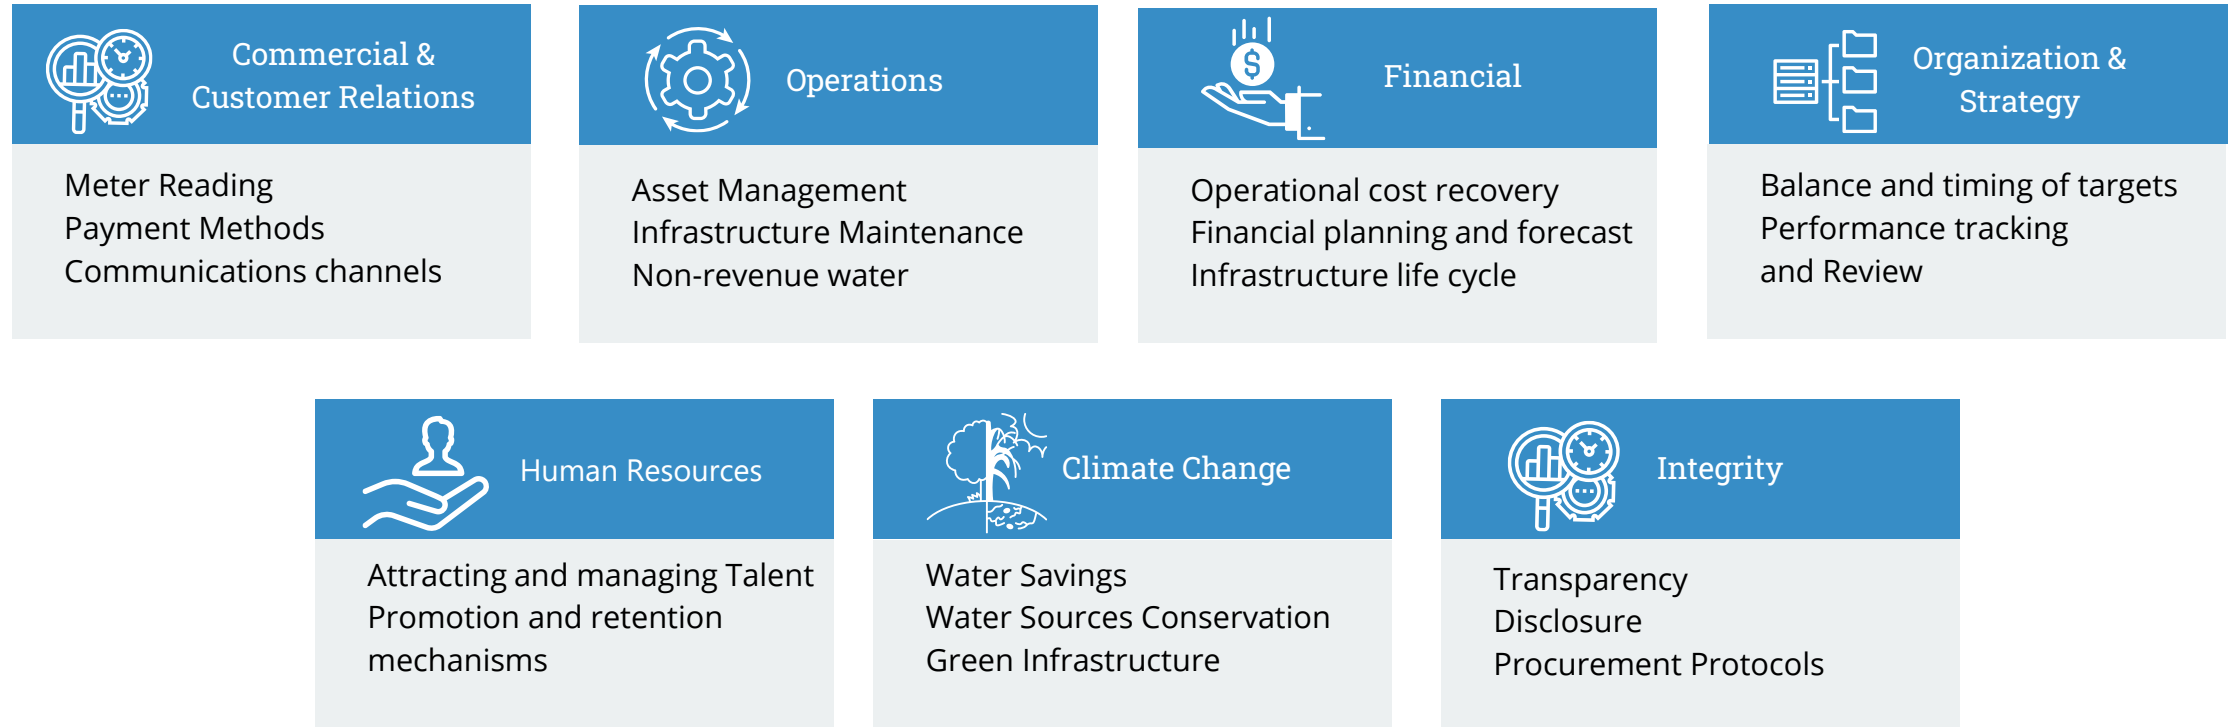 Commercial &
Customer Relations
Meter Reading
Payment Methods
Communications channels
Operations
Asset Management
Infrastructure Maintenance
Non-revenue water
$
Financial
Operational cost recovery
Financial planning and forecast
Infrastructure life cycle
Organization &
Strategy
Balance and timing of targets
Performance tracking
and Review
Human Resources
Attracting and managing Talent
Promotion and retention
mechanisms
Climate Change
Water Savings
Water Sources Conservation
Green Infrastructure
Integrity
Transparency
Disclosure
Procurement Protocols